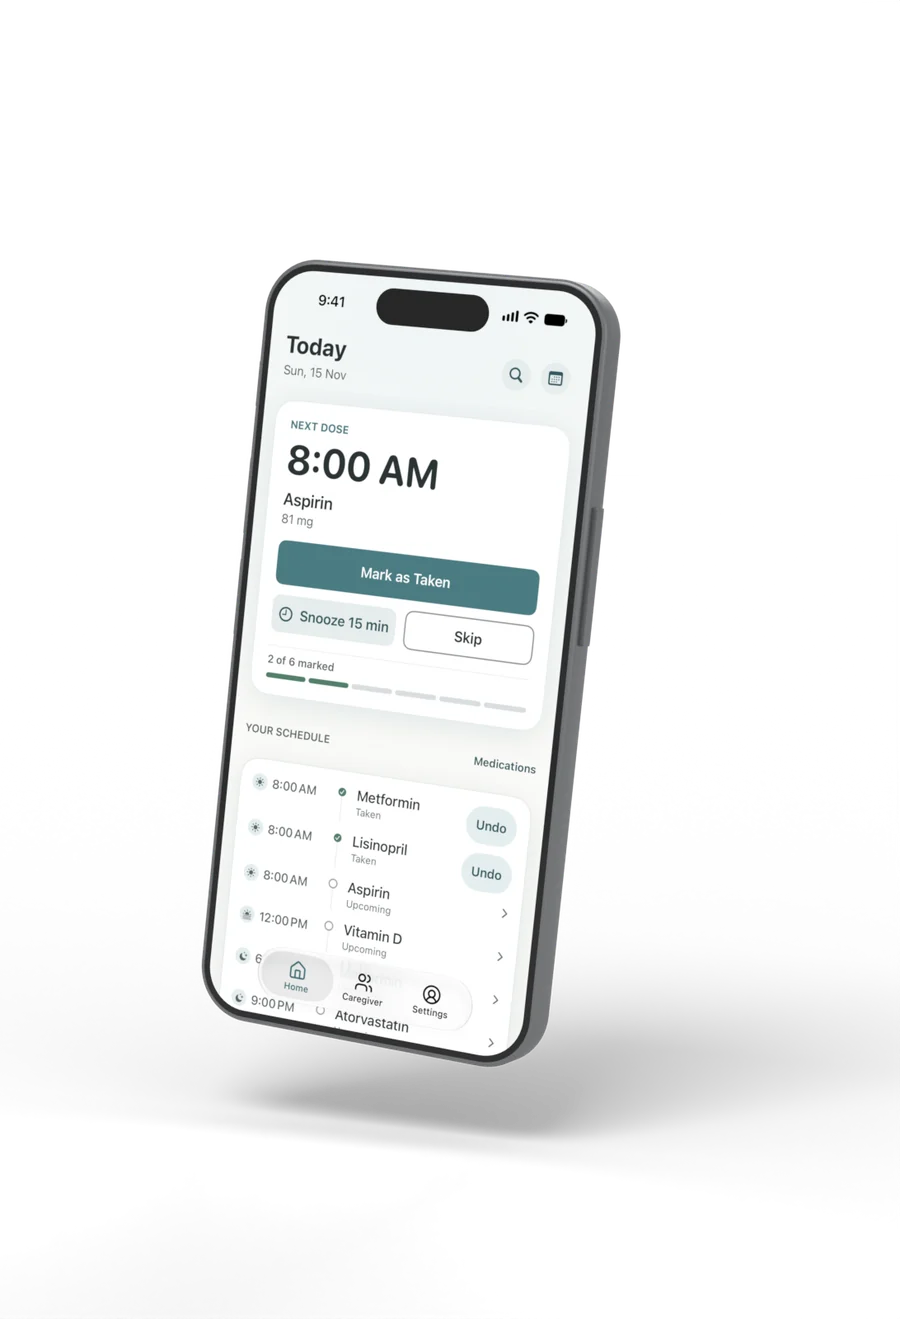 9:41
Today
Sun, 15 Nov
NEXT DOSE
8:00 AM
Aspirin
81 mg
Mark as Taken
Snooze 15 min
Skip
2 of 6 marked
YOUR SCHEDULE
Medications
8:00 AM
Metformin
Taken
Undo
8:00 AM
Lisinopril
Taken
Undo
8:00 AM
Aspirin
Upcoming
12:00 PM
Vitamin D
Upcoming
6
9:00 PM
Atorvastatin
Home
Caregiver
Settings